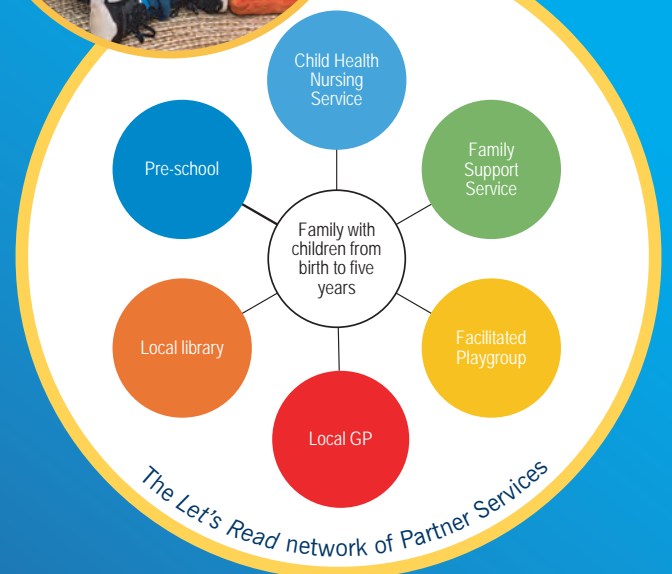 Child Health
Nursing
Service
Family
Support
Service
Pre-school
Family with
children from
birth to five
years
Facilitated
Playgroup
Local library
Local GP
The Let's Read network of Partner Services